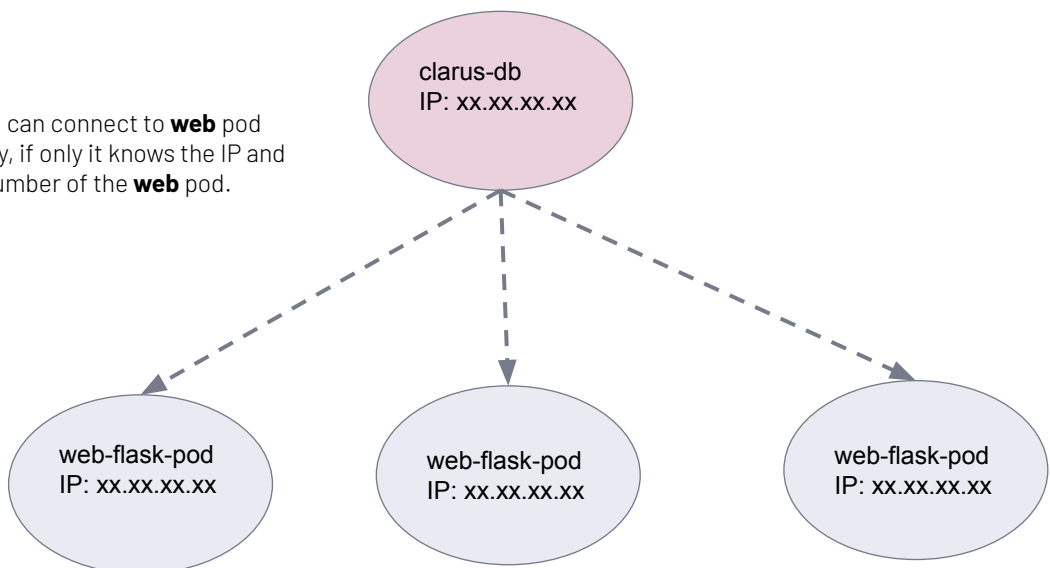 clarus-db
IP: xx.xx.xx.xx
can connect to web pod
if only it knows the IP and
of the web pod.
web-flask-pod
IP: xx.xx.xx.xx
web-flask-pod
IP: xx.xx.xx.xx
web-flask-pod
IP: xx.xx.xx.xx